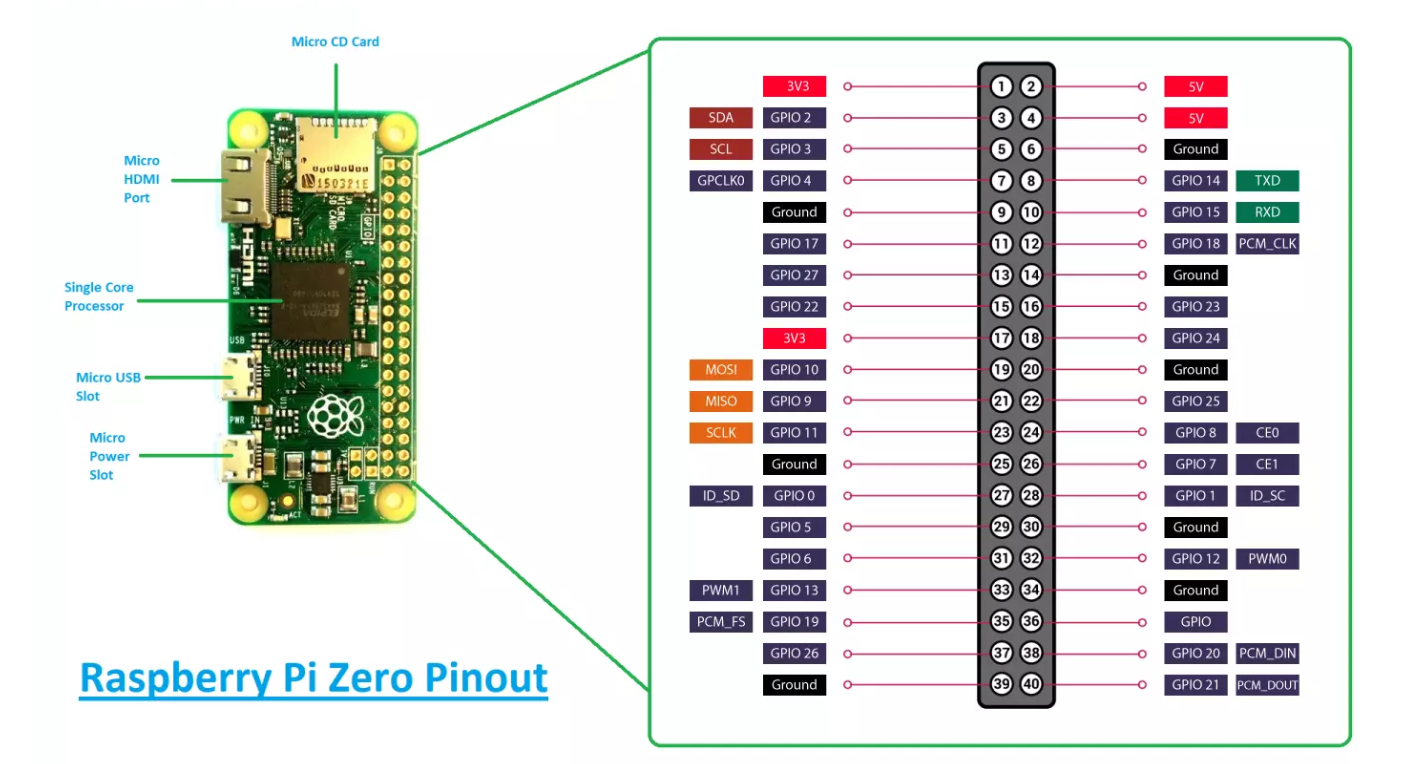 Micro CD Card
Micro
HDMI
Port
Single Core
Processor
Micro USB
Slot
Micro
Power
Slot
150321E
MICRO
SD CARD
GPIO
HDMI
ELPIDA
USB
PWR IN
RUN
ACT
Raspberry Pi Zero Pinout
3V3 1 2 5V
SDA GPIO 2 3 4 5V
SCL GPIO 3 5 6 Ground
GPCLK0 GPIO 4 7 8 GPIO 14 TXD
Ground 9 10 GPIO 15 RXD
GPIO 17 11 12 GPIO 18 PCM_CLK
GPIO 27 13 14 Ground
GPIO 22 15 16 GPIO 23
3V3 17 18 GPIO 24
MOSI GPIO 10 19 20 Ground
MISO GPIO 9 21 22 GPIO 25
SCLK GPIO 11 23 24 GPIO 8 CE0
Ground 25 26 GPIO 7 CE1
ID_SD GPIO 0 27 28 GPIO 1 ID_SC
GPIO 5 29 30 Ground
GPIO 6 31 32 GPIO 12 PWM0
PWM1 GPIO 13 33 34 Ground
PCM_FS GPIO 19 35 36 GPIO
GPIO 26 37 38 GPIO 20 PCM_DIN
Ground 39 40 GPIO 21 PCM_DOUT